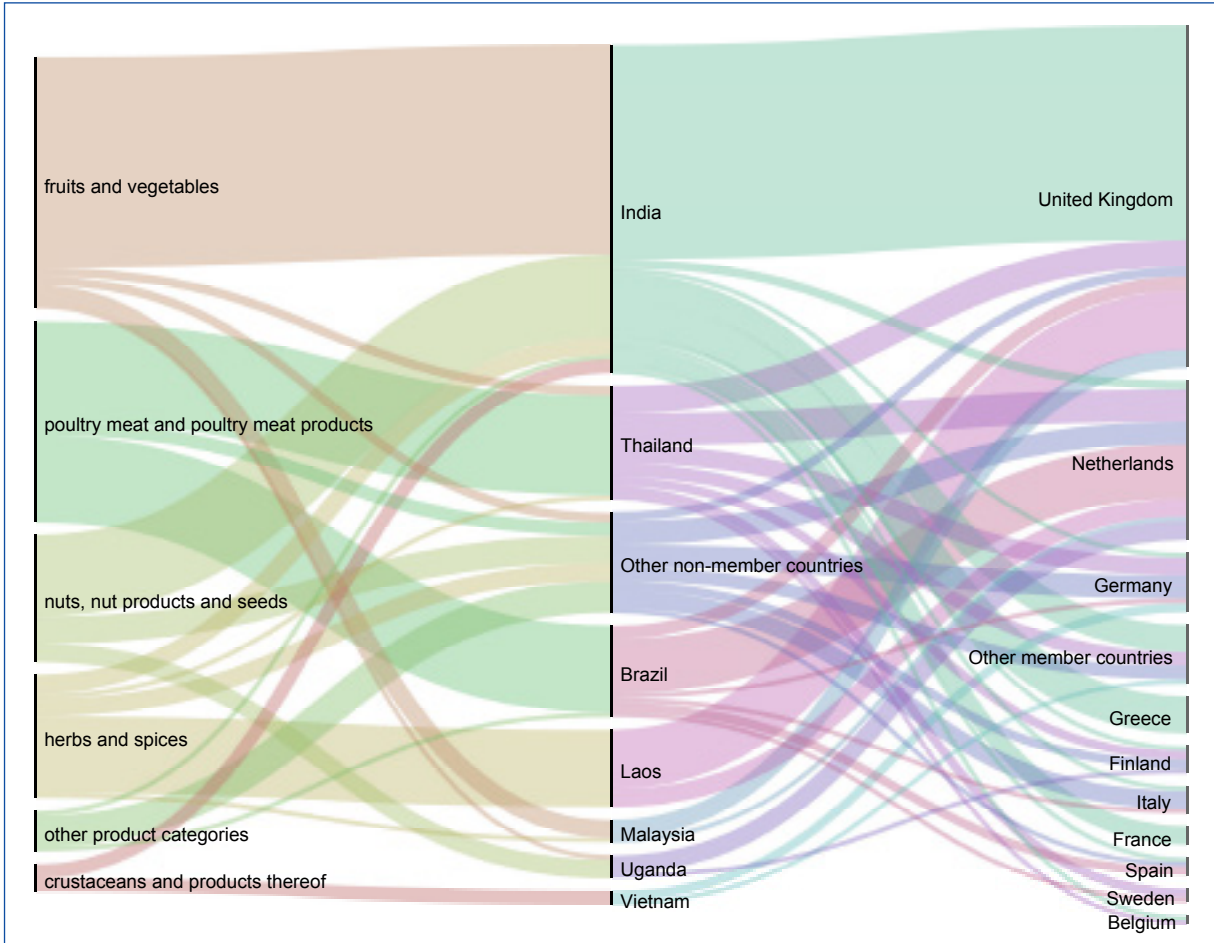 fruits and vegetables
poultry meat and poultry meat products
nuts, nut products and seeds
herbs and spices
other product categories
crustaceans and products thereof
India
Thailand
Other non-member countries
Brazil
Laos
Malaysia
Uganda
Vietnam
United Kingdom
Netherlands
Germany
Other member countries
Greece
Finland
Italy
France
Spain
Sweden
Belgium